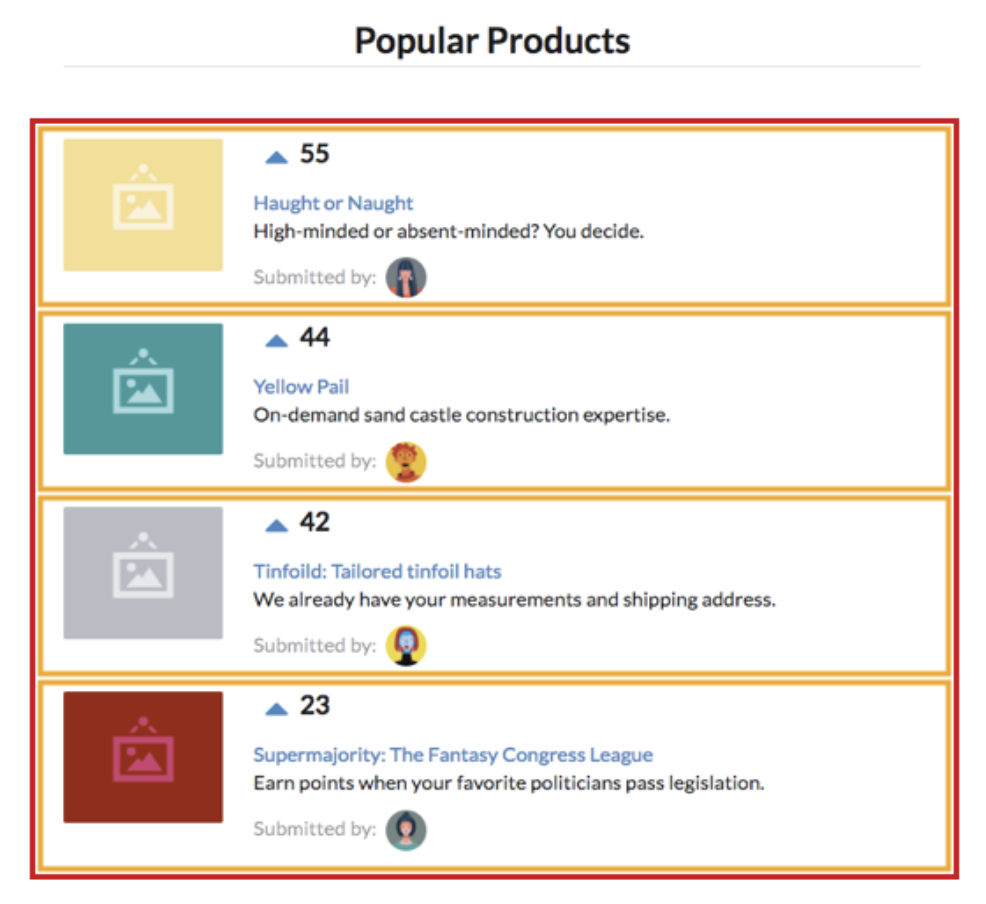 Popular Products
55
Haught or Naught
High-minded or absent-minded? You decide.
Submitted by:
44
Yellow Pail
On-demand sand castle construction expertise.
Submitted by:
42
Tinfoild: Tailored tinfoil hats
We already have your measurements and shipping address.
Submitted by:
23
Supermajority: The Fantasy Congress League
Earn points when your favorite politicians pass legislation.
Submitted by: